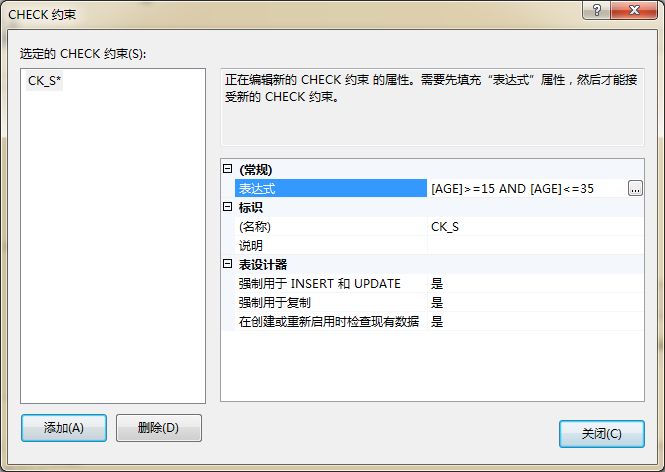 CHECK 约束
选定的 CHECK 约束(S):
CK_S*
正在编辑新的 CHECK 约束 的属性。需要先填充“表达式”属性，然后才能接
受新的 CHECK 约束。
(常规)
表达式 [AGE]>=15 AND [AGE]<=35 ...
标识
(名称) CK_S
说明
表设计器
强制用于 INSERT 和 UPDATE 是
强制用于复制 是
在创建或重新启用时检查现有数据 是
添加(A) 删除(D)
关闭(C)